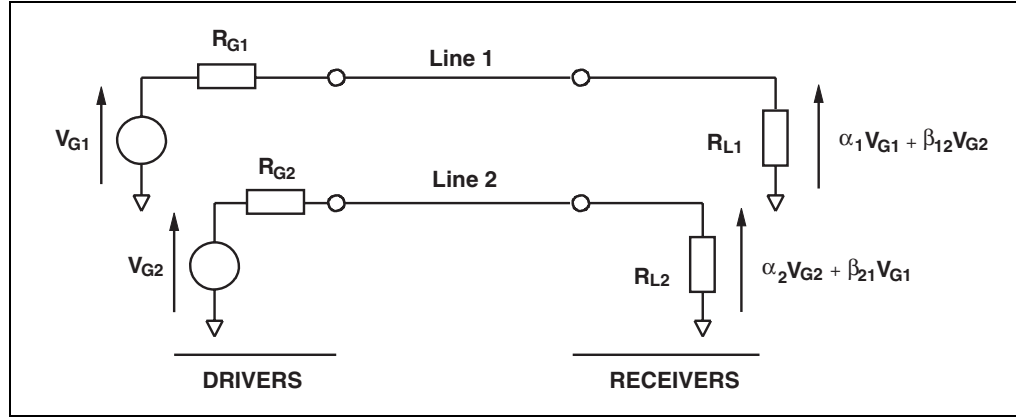 R_G1
Line 1
V_G1
R_L1
α_1V_G1 + β_12V_G2
R_G2
Line 2
V_G2
R_L2
α_2V_G2 + β_21V_G1
DRIVERS
RECEIVERS